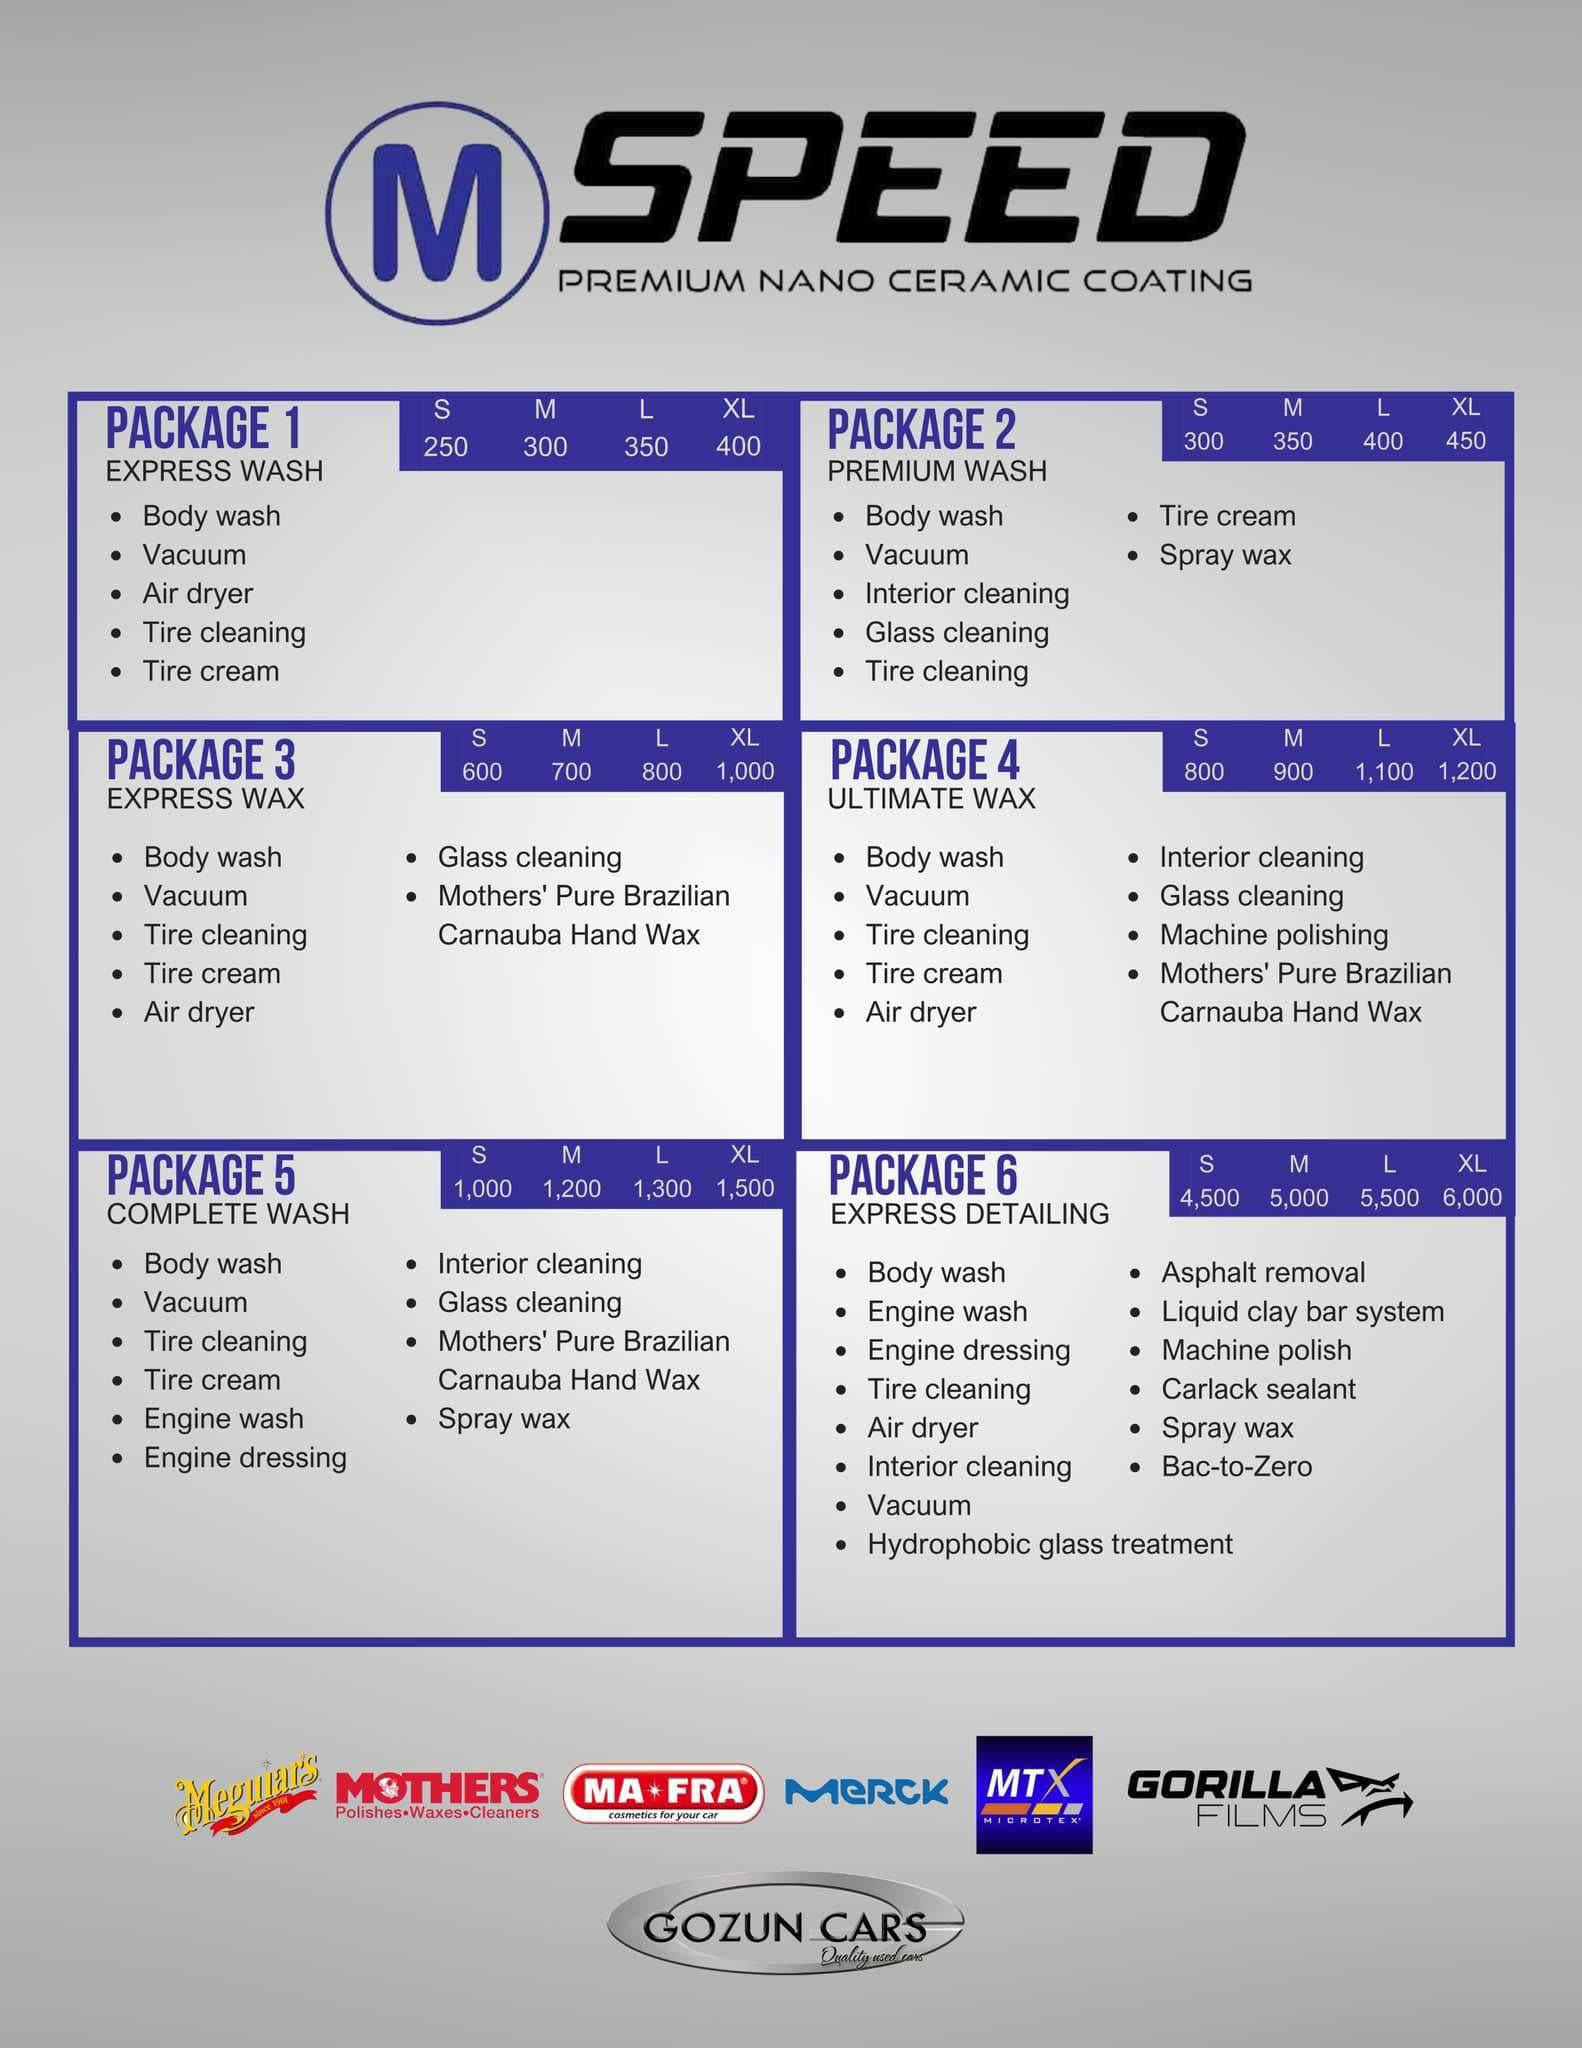 M SPEED
PREMIUM NANO CERAMIC COATING
PACKAGE 1
EXPRESS WASH
S M L XL
250 300 350 400
• Body wash
• Vacuum
• Air dryer
• Tire cleaning
• Tire cream
PACKAGE 2
PREMIUM WASH
S M L XL
300 350 400 450
• Body wash
• Vacuum
• Interior cleaning
• Glass cleaning
• Tire cleaning
• Tire cream
• Spray wax
PACKAGE 3
EXPRESS WAX
S M L XL
600 700 800 1,000
• Body wash
• Vacuum
• Tire cleaning
• Tire cream
• Air dryer
• Glass cleaning
• Mothers' Pure Brazilian
Carnauba Hand Wax
PACKAGE 4
ULTIMATE WAX
S M L XL
800 900 1,100 1,200
• Body wash
• Vacuum
• Tire cleaning
• Tire cream
• Air dryer
• Interior cleaning
• Glass cleaning
• Machine polishing
• Mothers' Pure Brazilian
Carnauba Hand Wax
PACKAGE 5
COMPLETE WASH
S M L XL
1,000 1,200 1,300 1,500
• Body wash
• Vacuum
• Tire cleaning
• Tire cream
• Engine wash
• Engine dressing
• Interior cleaning
• Glass cleaning
• Mothers' Pure Brazilian
Carnauba Hand Wax
• Spray wax
PACKAGE 6
EXPRESS DETAILING
S M L XL
4,500 5,000 5,500 6,000
• Body wash
• Engine wash
• Engine dressing
• Tire cleaning
• Air dryer
• Interior cleaning
• Vacuum
• Hydrophobic glass treatment
• Asphalt removal
• Liquid clay bar system
• Machine polish
• Carlack sealant
• Spray wax
• Bac-to-Zero
Meguiar's
since 1901
MOTHERS®
Polishes•Waxes•Cleaners
MA★FRA®
cosmetics for your car
MERCK
MTX
MICROTEX
GORILLA
FILMS
GOZUN CARS
Quality used cars